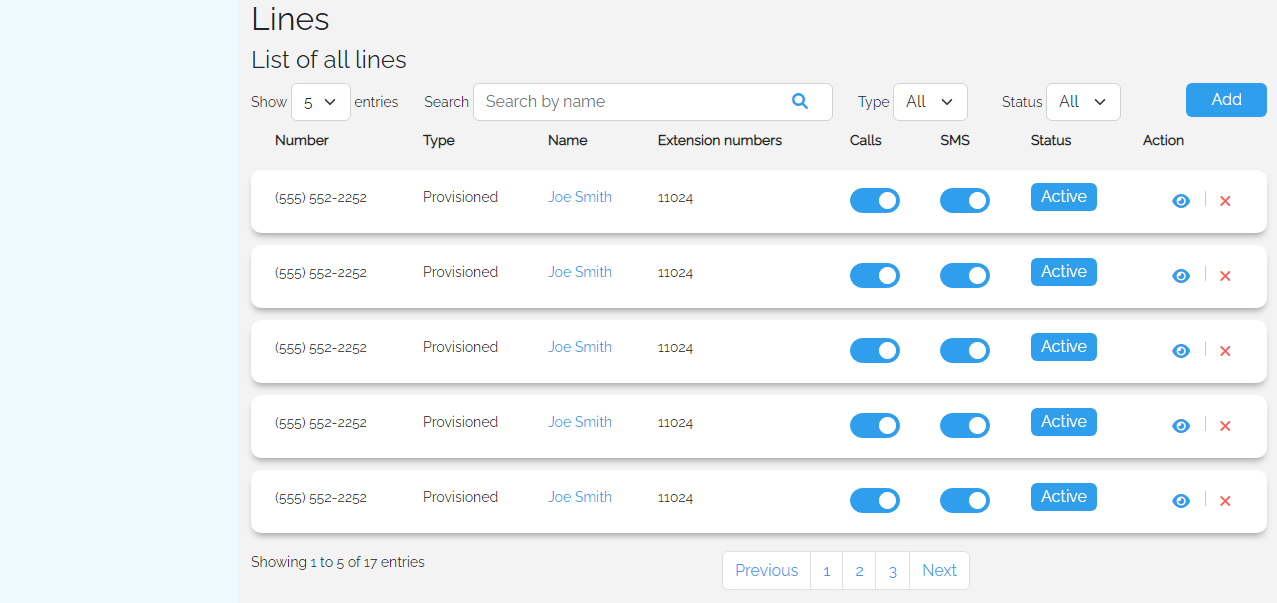 Lines
List of all lines
Show 5 entries Search Search by name Type All Status All Add
Number Type Name Extension numbers Calls SMS Status Action
(555) 552-2252 Provisioned Joe Smith 11024 Active
(555) 552-2252 Provisioned Joe Smith 11024 Active
(555) 552-2252 Provisioned Joe Smith 11024 Active
(555) 552-2252 Provisioned Joe Smith 11024 Active
(555) 552-2252 Provisioned Joe Smith 11024 Active
Showing 1 to 5 of 17 entries Previous 1 2 3 Next